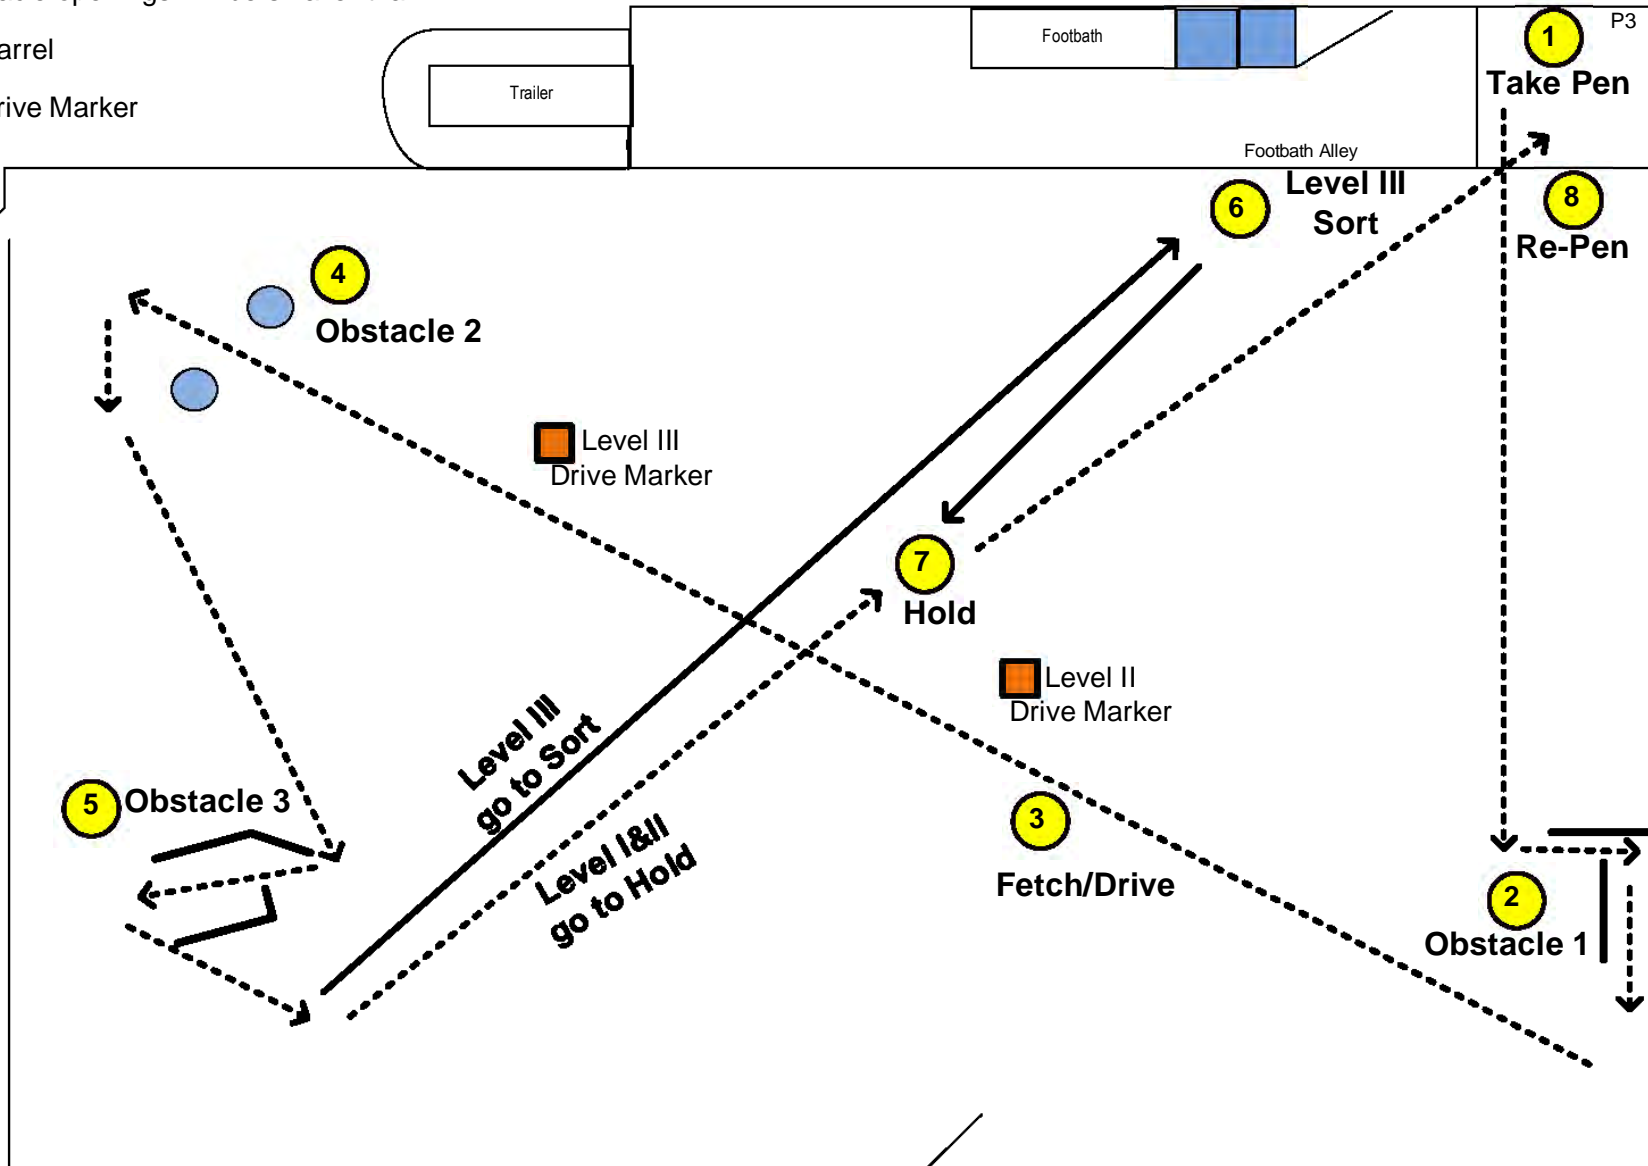 arrel
rive Marker
Trailer
Footbath
1
P3
Take Pen
Footbath Alley
6
Level III
Sort
8
Re-Pen
4
Obstacle 2
Level III
Drive Marker
7
Hold
Level II
Drive Marker
Level III
go to Sort
Level I&II
go to Hold
5
Obstacle 3
3
Fetch/Drive
2
Obstacle 1